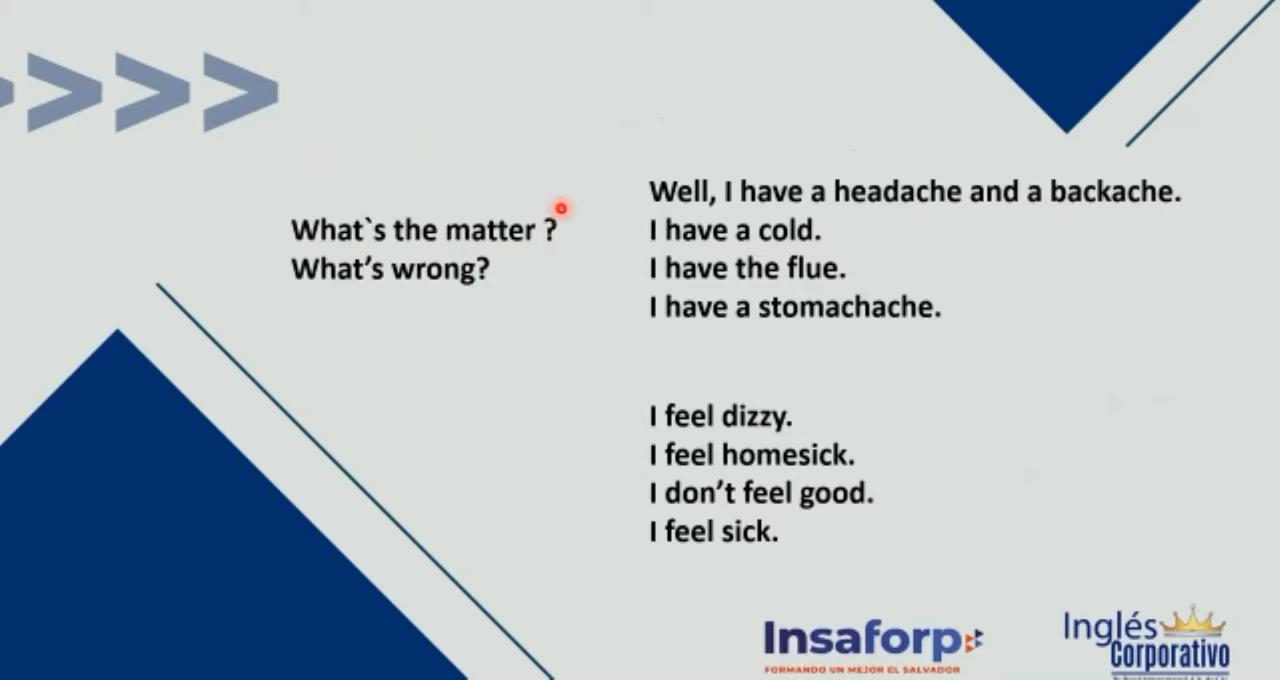 What`s the matter ?
What’s wrong?
Well, I have a headache and a backache.
I have a cold.
I have the flue.
I have a stomachache.
I feel dizzy.
I feel homesick.
I don’t feel good.
I feel sick.
Insaforp
FORMANDO UN MEJOR EL SALVADOR
Inglés
Corporativo